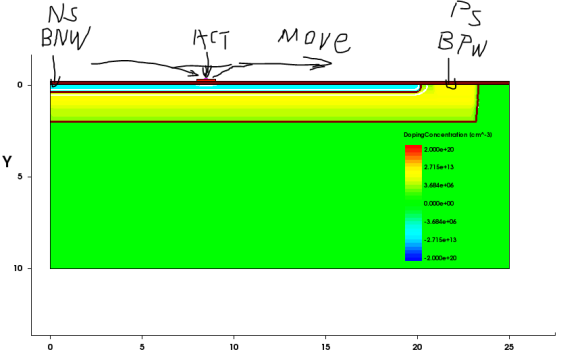 NS
BNW
ACT
MOVE
PS
BPW
0
Y
5
10
DopingConcentration (cm^-3)
2.000e+20
2.715e+13
3.684e+06
0.000e+00
-3.684e+06
-2.715e+13
-2.000e+20
0 5 10 15 20 25